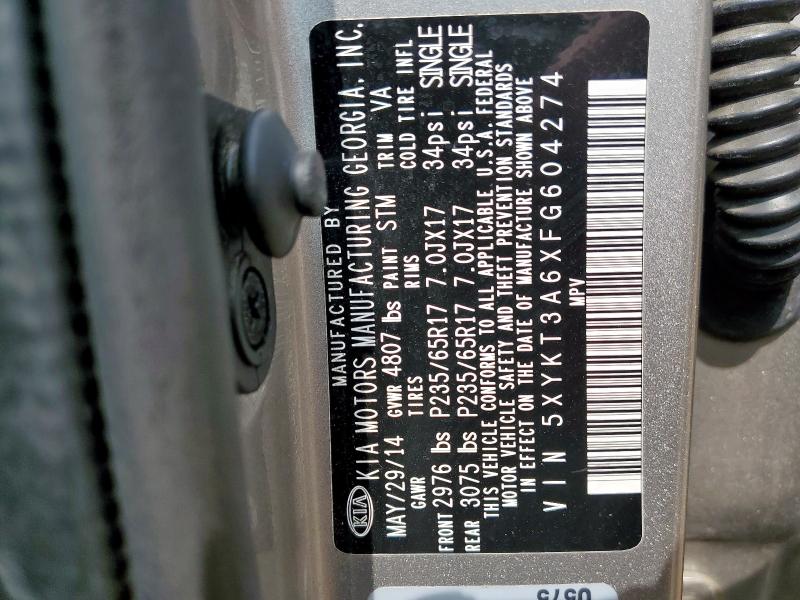 MANUFACTURED BY
KIA KIA MOTORS MANUFACTURING GEORGIA, INC.
MAY/29/14 GVWR 4807 lbs PAINT STM TRIM VA
GAWR TIRES RIMS COLD TIRE INFL
FRONT 2976 lbs P235/65R17 7.0JX17 34psi SINGLE
REAR 3075 lbs P235/65R17 7.0JX17 34psi SINGLE
THIS VEHICLE CONFORMS TO ALL APPLICABLE U.S.A. FEDERAL
MOTOR VEHICLE SAFETY AND THEFT PREVENTION STANDARDS
IN EFFECT ON THE DATE OF MANUFACTURE SHOWN ABOVE
VIN 5XYKT3A6XFG604274
MPV